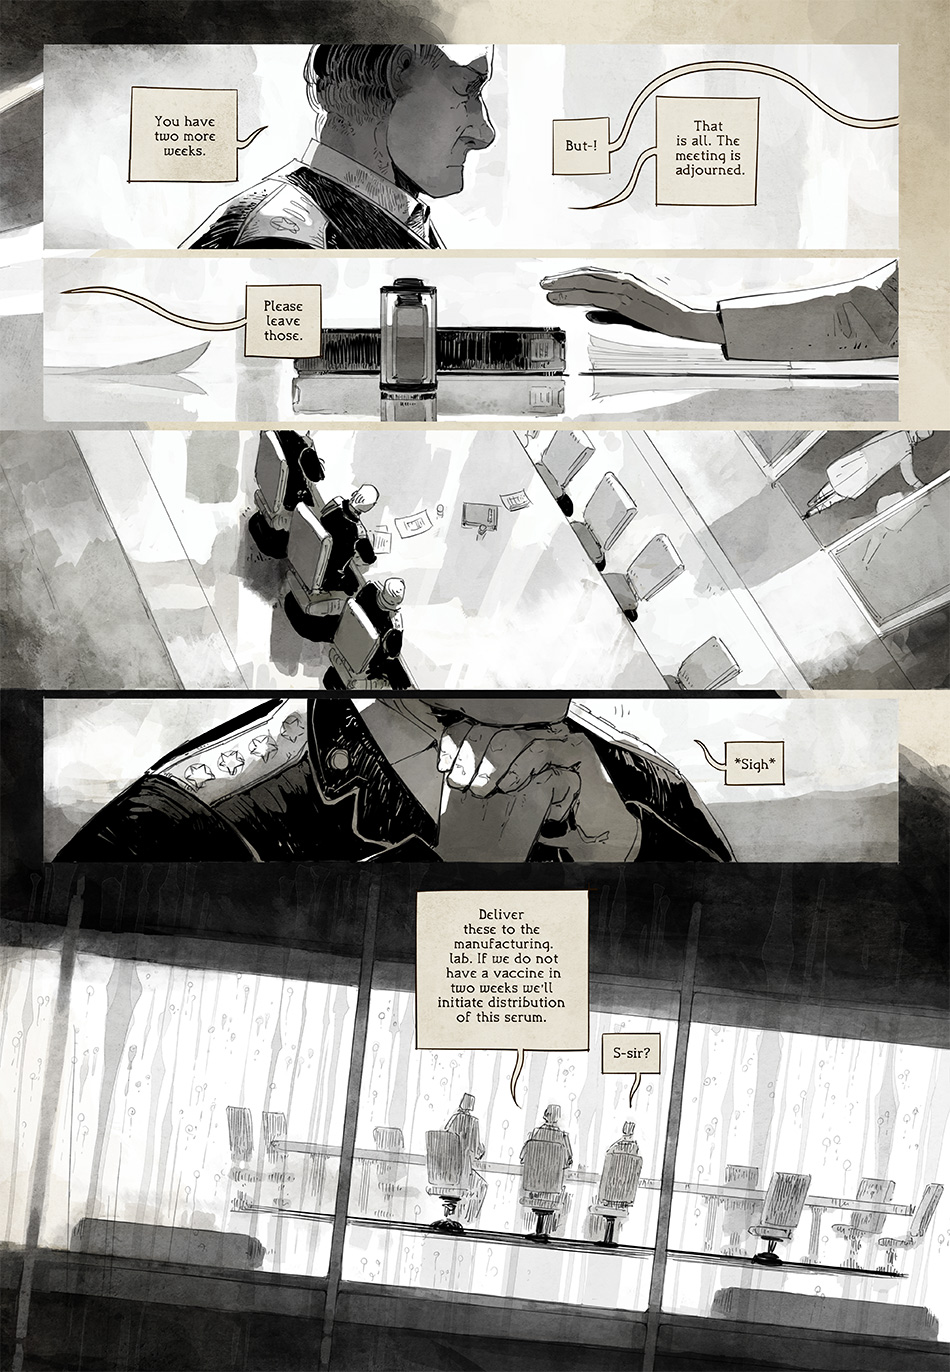 You have
two more
weeks.
But-!
That
is all. The
meeting is
adjourned.
Please
leave
those.
*Sigh*
Deliver
these to the
manufacturing.
lab. If we do not
have a vaccine in
two weeks we'll
initiate distribution
of this serum.
S-sir?